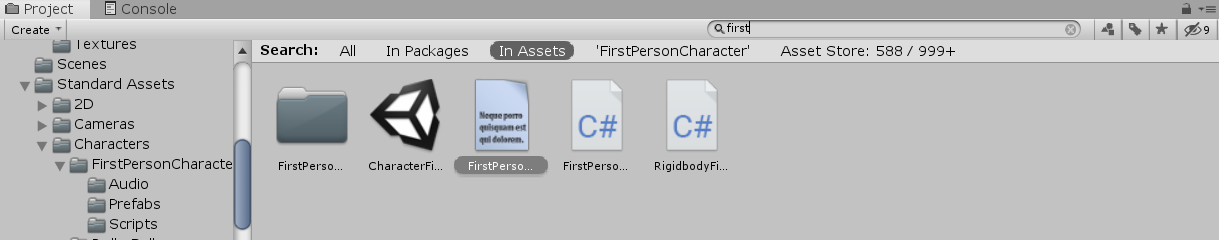 Project Console
Create first 9
Textures
Scenes
Standard Assets
2D
Cameras
Characters
FirstPersonCharacte
Audio
Prefabs
Scripts
Search: All In Packages In Assets 'FirstPersonCharacter' Asset Store: 588 / 999+
Neque porro
quisquam est
qui dolorem.
C# C#
FirstPerso... CharacterFi... FirstPerso... FirstPerso... RigidbodyFi...